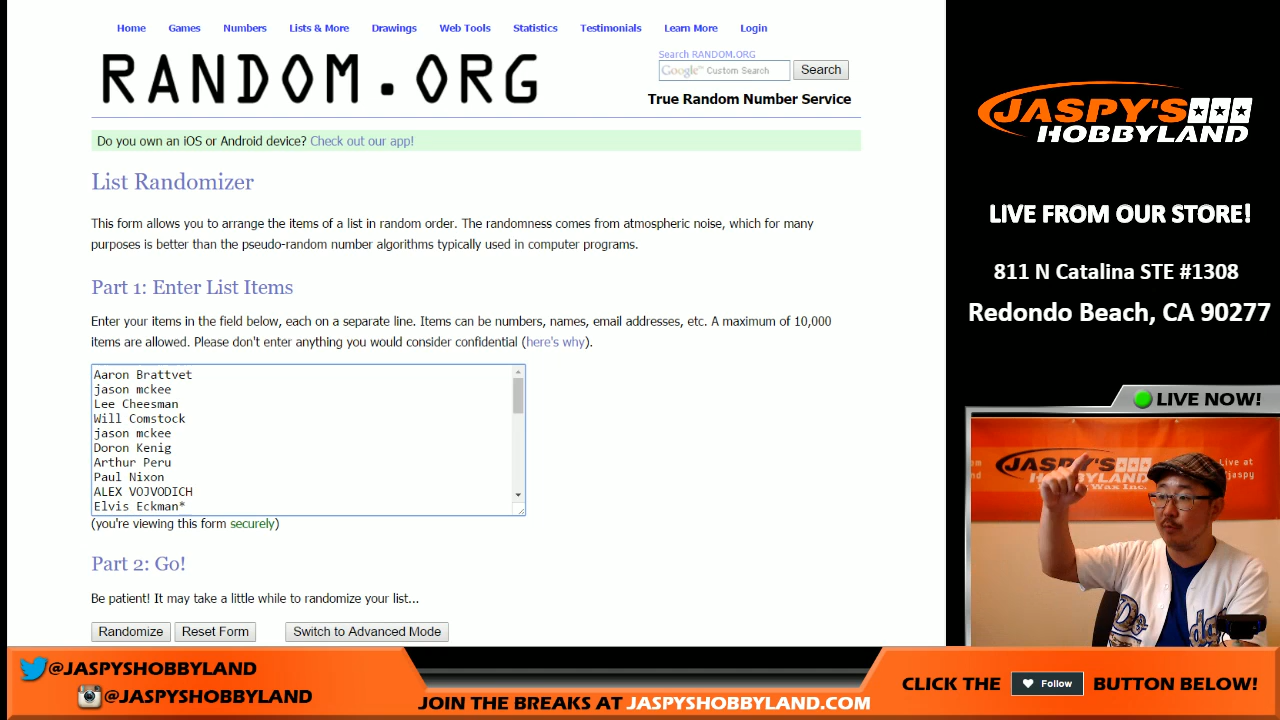 Home Games Numbers Lists & More Drawings Web Tools Statistics Testimonials Learn More Login
RANDOM.ORG
Search RANDOM.ORG
Google™ Custom Search Search
True Random Number Service
Do you own an iOS or Android device? Check out our app!
List Randomizer
This form allows you to arrange the items of a list in random order. The randomness comes from atmospheric noise, which for many
purposes is better than the pseudo-random number algorithms typically used in computer programs.
Part 1: Enter List Items
Enter your items in the field below, each on a separate line. Items can be numbers, names, email addresses, etc. A maximum of 10,000
items are allowed. Please don't enter anything you would consider confidential (here's why).
Aaron Brattvet
jason mckee
Lee Cheesman
Will Comstock
jason mckee
Doron Kenig
Arthur Peru
Paul Nixon
ALEX VOJVODICH
Elvis Eckman*
(you're viewing this form securely)
Part 2: Go!
Be patient! It may take a little while to randomize your list...
Randomize Reset Form Switch to Advanced Mode
JASPY'S
HOBBYLAND
LIVE FROM OUR STORE!
811 N Catalina STE #1308
Redondo Beach, CA 90277
LIVE NOW!
JASPY'S
HOBBYLAND
Wax Inc.
Live at
jaspy
@JASPYSHOBBYLAND
@JASPYSHOBBYLAND
JOIN THE BREAKS AT JASPYSHOBBYLAND.COM
CLICK THE Follow BUTTON BELOW!